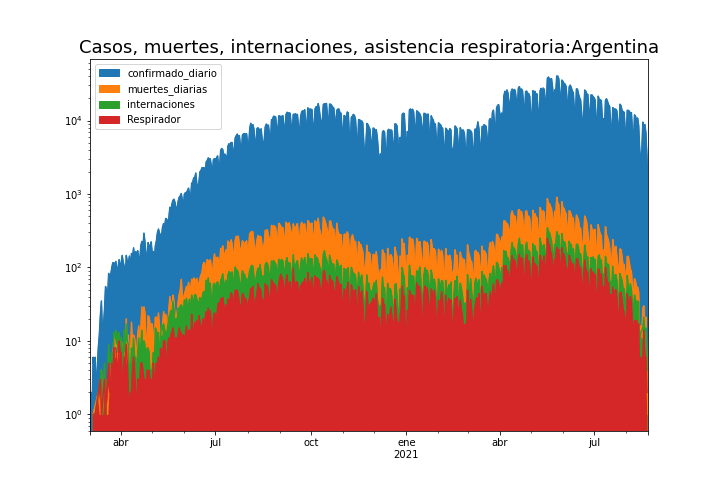 Casos, muertes, internaciones, asistencia respiratoria:Argentina
confirmado_diario
muertes_diarias
internaciones
Respirador
10⁴
10³
10²
10¹
10⁰
abr jul oct ene abr jul
2021